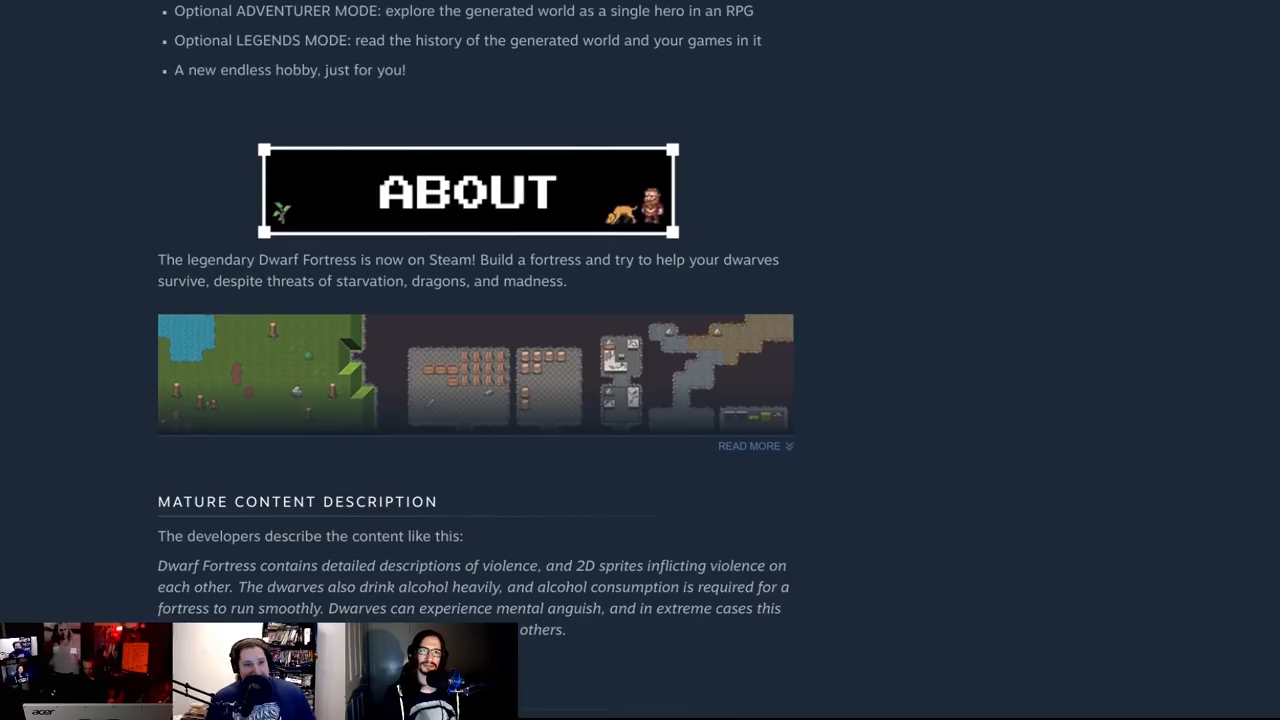 Optional ADVENTURER MODE: explore the generated world as a single hero in an RPG
Optional LEGENDS MODE: read the history of the generated world and your games in it
A new endless hobby, just for you!
ABOUT
The legendary Dwarf Fortress is now on Steam! Build a fortress and try to help your dwarves
survive, despite threats of starvation, dragons, and madness.
READ MORE
MATURE CONTENT DESCRIPTION
The developers describe the content like this:
Dwarf Fortress contains detailed descriptions of violence, and 2D sprites inflicting violence on
each other. The dwarves also drink alcohol heavily, and alcohol consumption is required for a
fortress to run smoothly. Dwarves can experience mental anguish, and in extreme cases this
others.
acer